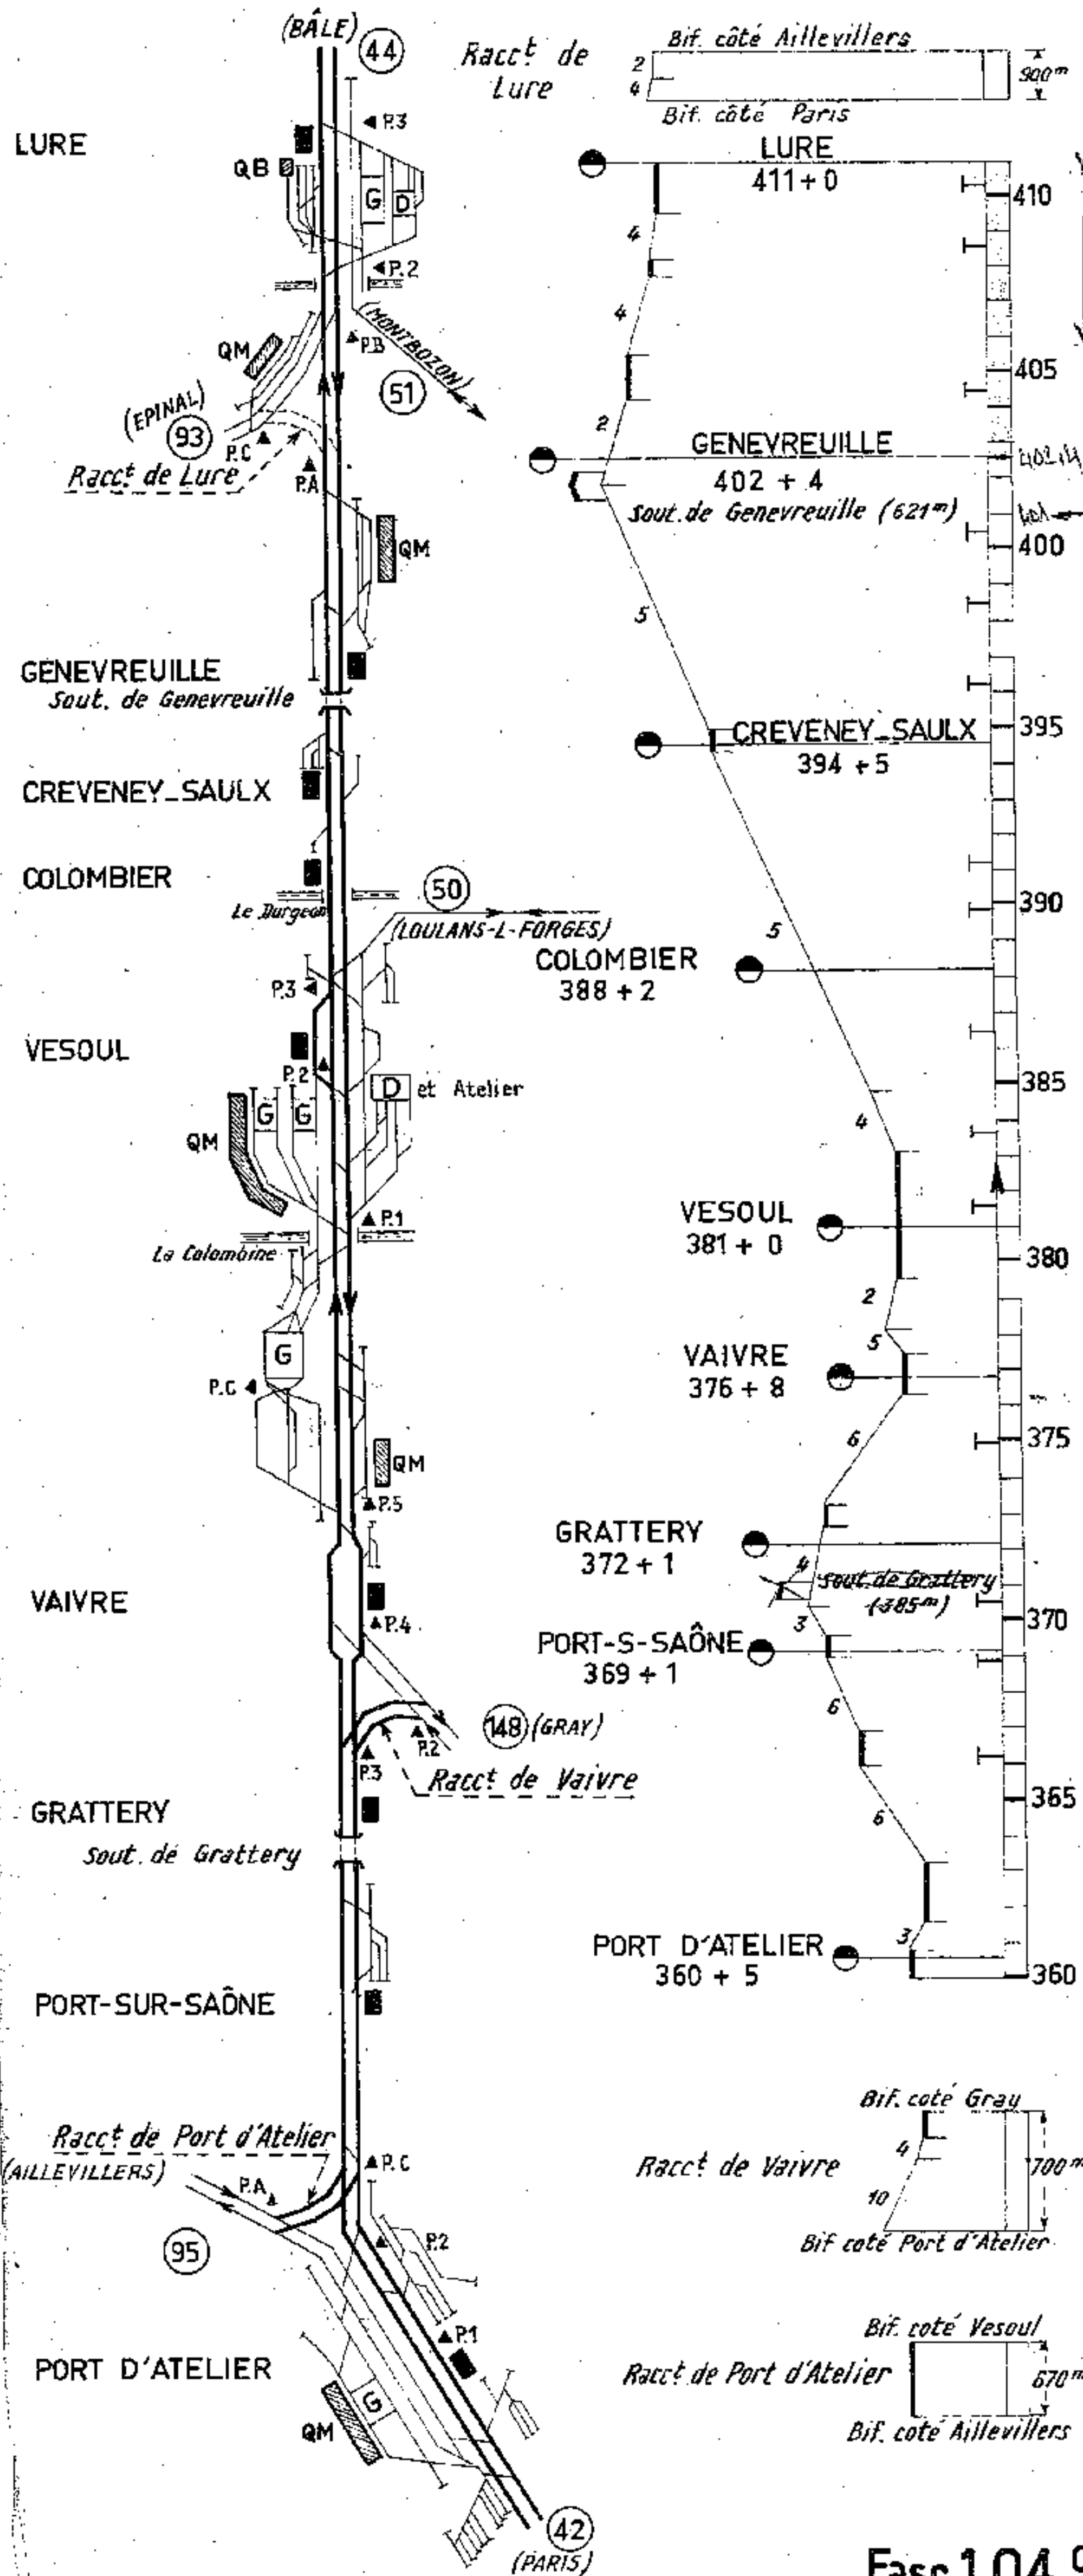 (BÂLE)
44
LURE
P.3
QB
G
D
P.2
(MONTBOZON)
QM
P.B
51
(EPINAL)
93
P.C
Racct de Lure
P.A
QM
GENEVREUILLE
Sout. de Genevreuille
CREVENEY_SAULX
COLOMBIER
Le Durgeon
50
(LOULANS-L-FORGES)
P.3
VESOUL
P.2
D et Atelier
G
G
QM
P.1
La Colombine
G
P.C
QM
P.5
VAIVRE
P.4
148 (GRAY)
P.2
P.3
Racct de Vaivre
GRATTERY
Sout. de Grattery
PORT-SUR-SAÔNE
Racct de Port d'Atelier
(AILLEVILLERS)
P.C
P.A
95
P.2
P.1
PORT D'ATELIER
G
QM
42
(PARIS)
Racct de
Lure
Bif. côté Aillevillers
2
4
900m
Bif. côté Paris
LURE
411+0
410
4
4
405
2
GENEVREUILLE
402 + 4
402,4
Sout. de Genevreuille (621m)
401
400
5
395
CREVENEY_SAULX
394 + 5
390
5
COLOMBIER
388 + 2
385
4
VESOUL
381 + 0
380
2
5
VAIVRE
376 + 8
375
6
GRATTERY
372 + 1
4
Sout. de Grattery
(385m)
370
3
PORT-S-SAÔNE
369 + 1
6
365
6
3
PORT D'ATELIER
360 + 5
360
Bif. coté Gray
4
Racct de Vaivre
700m
10
Bif coté Port d'Atelier
Bif. coté Vesoul
Racct de Port d'Atelier
670m
Bif. coté Aillevillers
Fasc 104